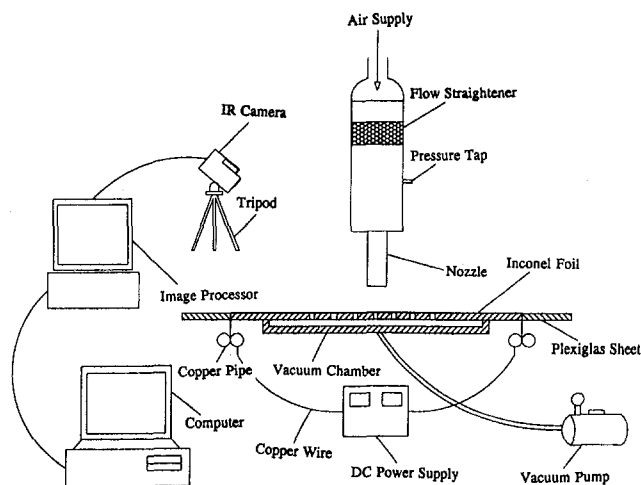 Air Supply
Flow Straightener
IR Camera
Pressure Tap
Tripod
Nozzle
Inconel Foil
Image Processor
Plexiglas Sheet
Copper Pipe
Vacuum Chamber
Computer
Copper Wire
DC Power Supply
Vacuum Pump